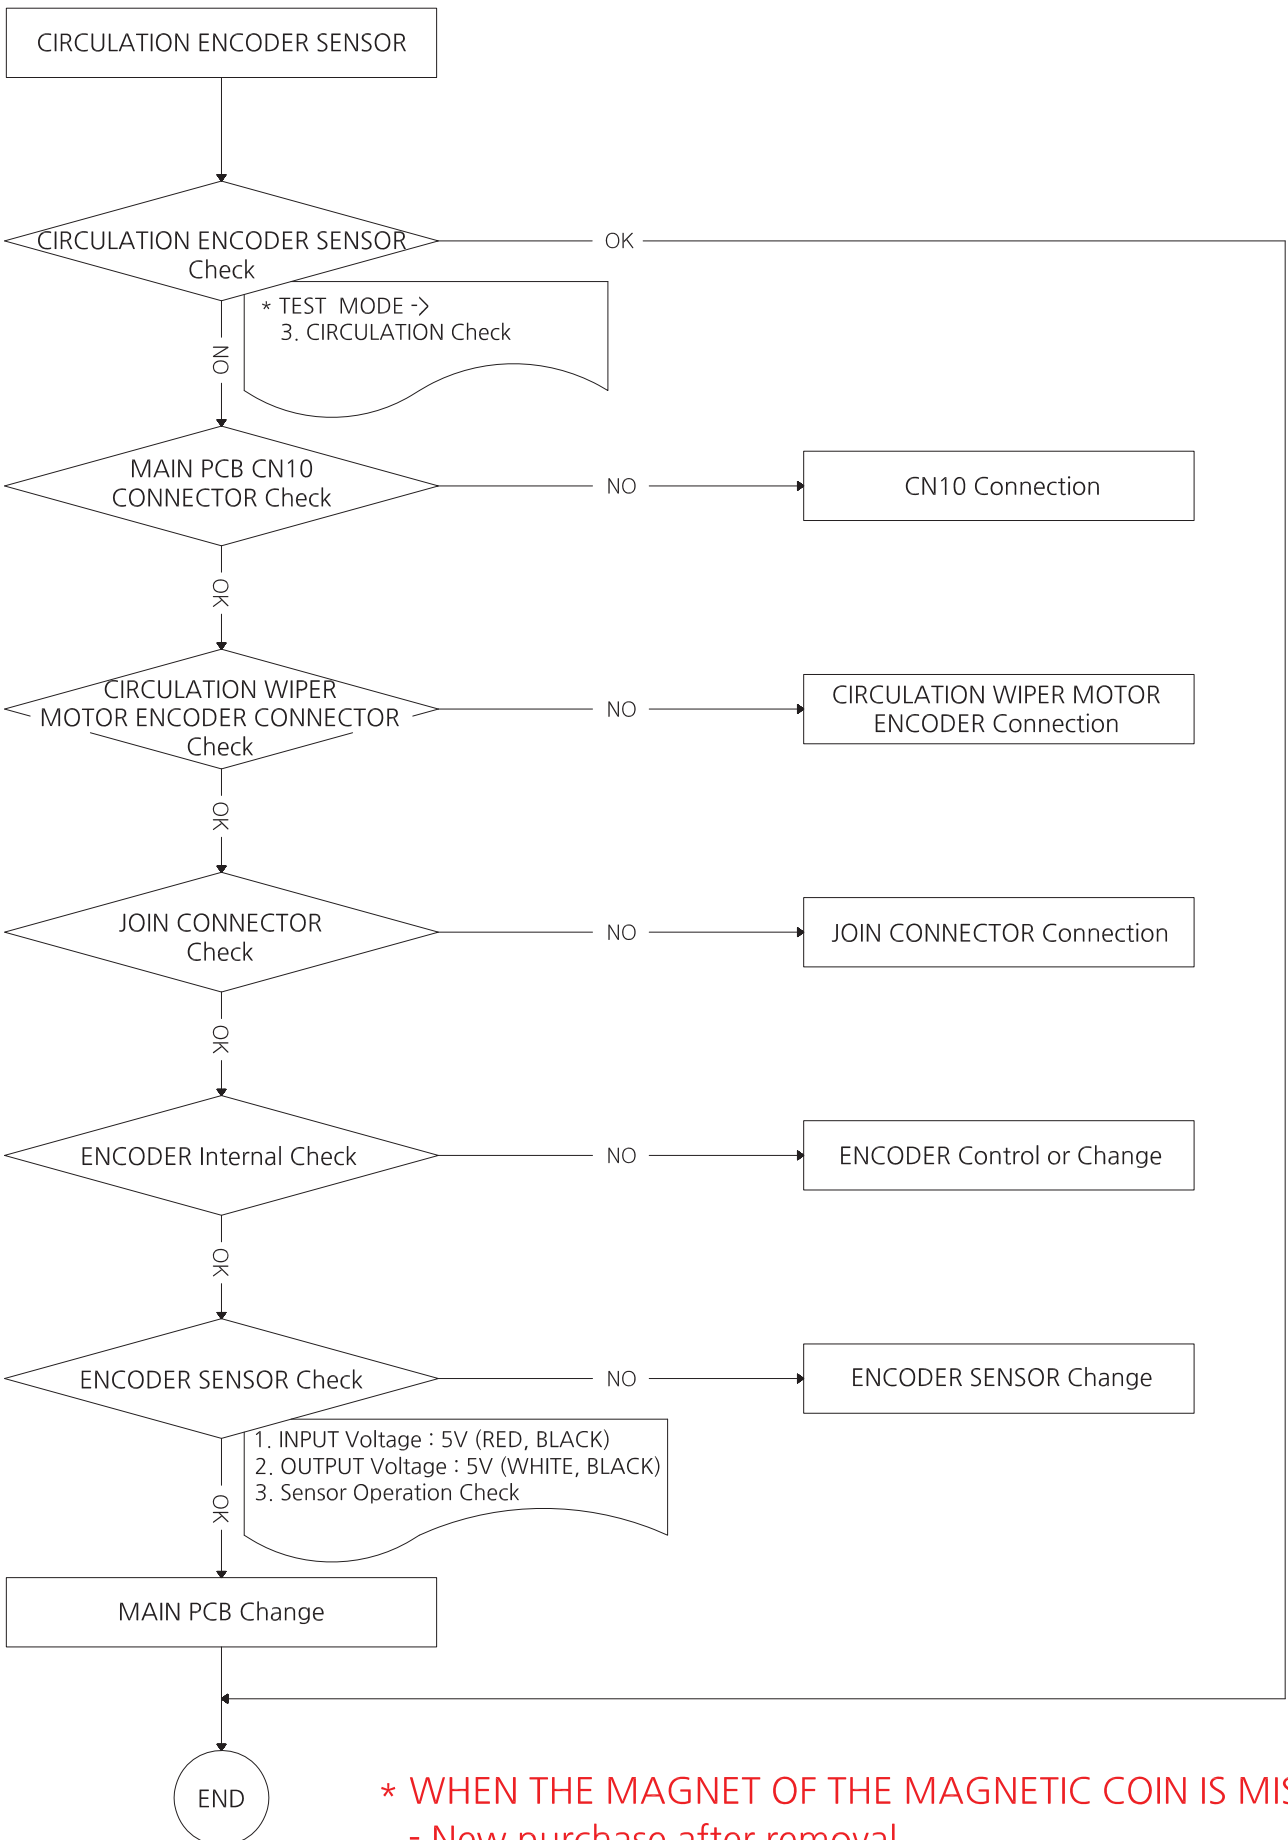 CIRCULATION ENCODER SENSOR
CIRCULATION ENCODER SENSOR
Check
OK
* TEST MODE ->
3. CIRCULATION Check
NO
MAIN PCB CN10
CONNECTOR Check
NO
CN10 Connection
OK
CIRCULATION WIPER
MOTOR ENCODER CONNECTOR
Check
NO
CIRCULATION WIPER MOTOR
ENCODER Connection
OK
JOIN CONNECTOR
Check
NO
JOIN CONNECTOR Connection
OK
ENCODER Internal Check
NO
ENCODER Control or Change
OK
ENCODER SENSOR Check
NO
ENCODER SENSOR Change
1. INPUT Voltage : 5V (RED, BLACK)
2. OUTPUT Voltage : 5V (WHITE, BLACK)
3. Sensor Operation Check
OK
MAIN PCB Change
END
* WHEN THE MAGNET OF THE MAGNETIC COIN IS
- New purchase after removal